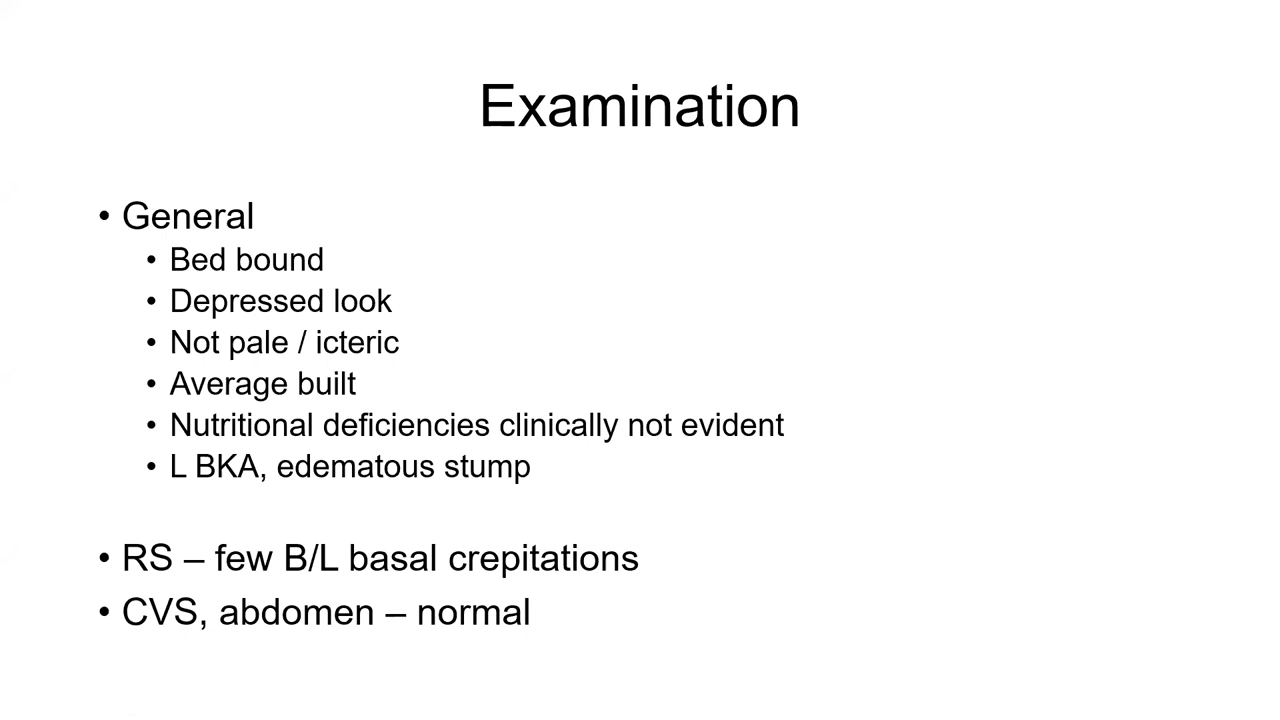 Examination
• General
• Bed bound
• Depressed look
• Not pale / icteric
• Average built
• Nutritional deficiencies clinically not evident
• L BKA, edematous stump
• RS – few B/L basal crepitations
• CVS, abdomen – normal